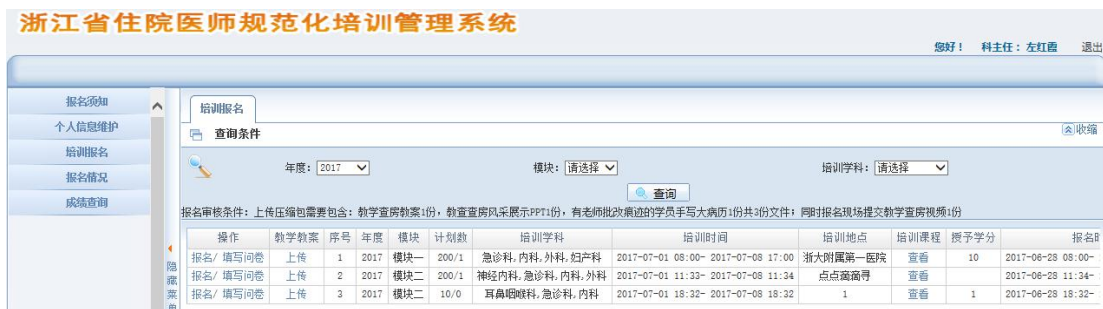 浙江省住院医师规范化培训管理系统
您好！ 科主任：左红霞 退出
报名须知
个人信息维护
培训报名
报名情况
成绩查询
隐藏菜单
培训报名
查询条件 收缩
年度： 2017 模块： 请选择 培训学科： 请选择
查询
报名审核条件：上传压缩包需要包含：教学查房教案1份，教查查房风采展示PPT1份，有老师批改痕迹的学员手写大病历1份共3份文件；同时报名现场提交教学查房视频1份
操作 教学教案 序号 年度 模块 计划数 培训学科 培训时间 培训地点 培训课程 授予学分 报名时
报名/ 填写问卷 上传 1 2017 模块一 200/1 急诊科,内科,外科,妇产科 2017-07-01 08:00- 2017-07-08 17:00 浙大附属第一医院 查看 10 2017-06-28 08:00-
报名/ 填写问卷 上传 2 2017 模块二 200/1 神经内科,急诊科,内科,外科 2017-07-01 11:33- 2017-07-08 11:34 点点滴滴寻 查看 2017-06-28 11:34-
报名/ 填写问卷 上传 3 2017 模块二 10/0 耳鼻咽喉科,急诊科,内科 2017-07-01 18:32- 2017-07-08 18:32 1 查看 1 2017-06-28 18:32-